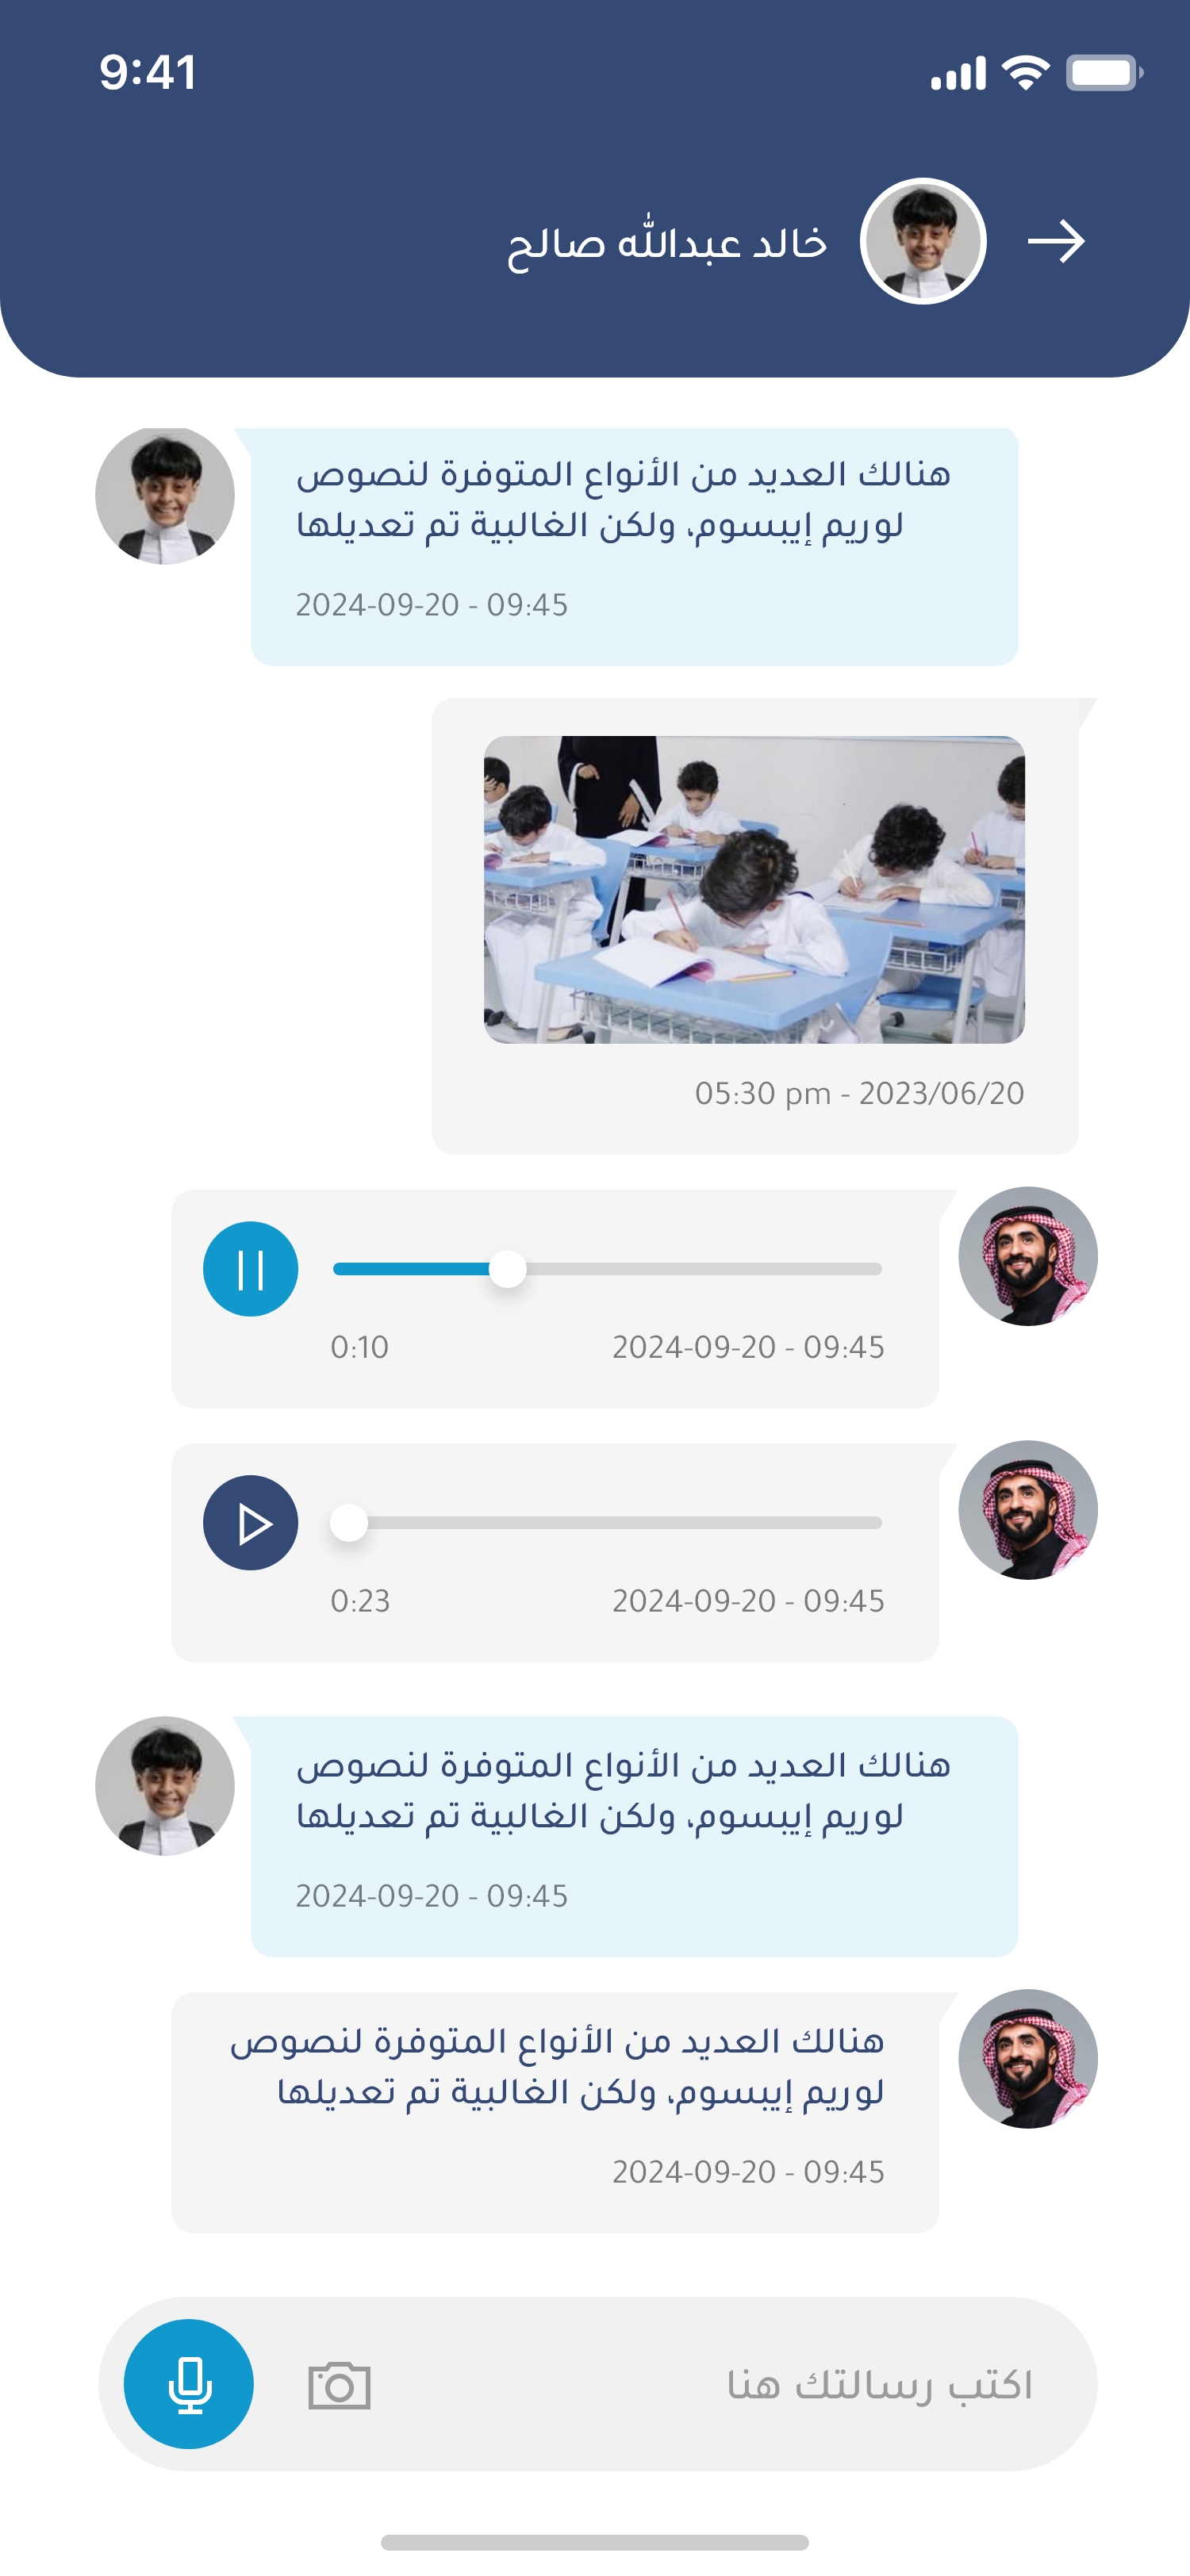 9:41
خالد عبدالله صالح
هنالك العديد من الأنواع المتوفرة لنصوص
لوريم إيبسوم، ولكن الغالبية تم تعديلها
2024-09-20 - 09:45
05:30 pm - 2023/06/20
0:10
2024-09-20 - 09:45
0:23
2024-09-20 - 09:45
هنالك العديد من الأنواع المتوفرة لنصوص
لوريم إيبسوم، ولكن الغالبية تم تعديلها
2024-09-20 - 09:45
هنالك العديد من الأنواع المتوفرة لنصوص
لوريم إيبسوم، ولكن الغالبية تم تعديلها
2024-09-20 - 09:45
اكتب رسالتك هنا